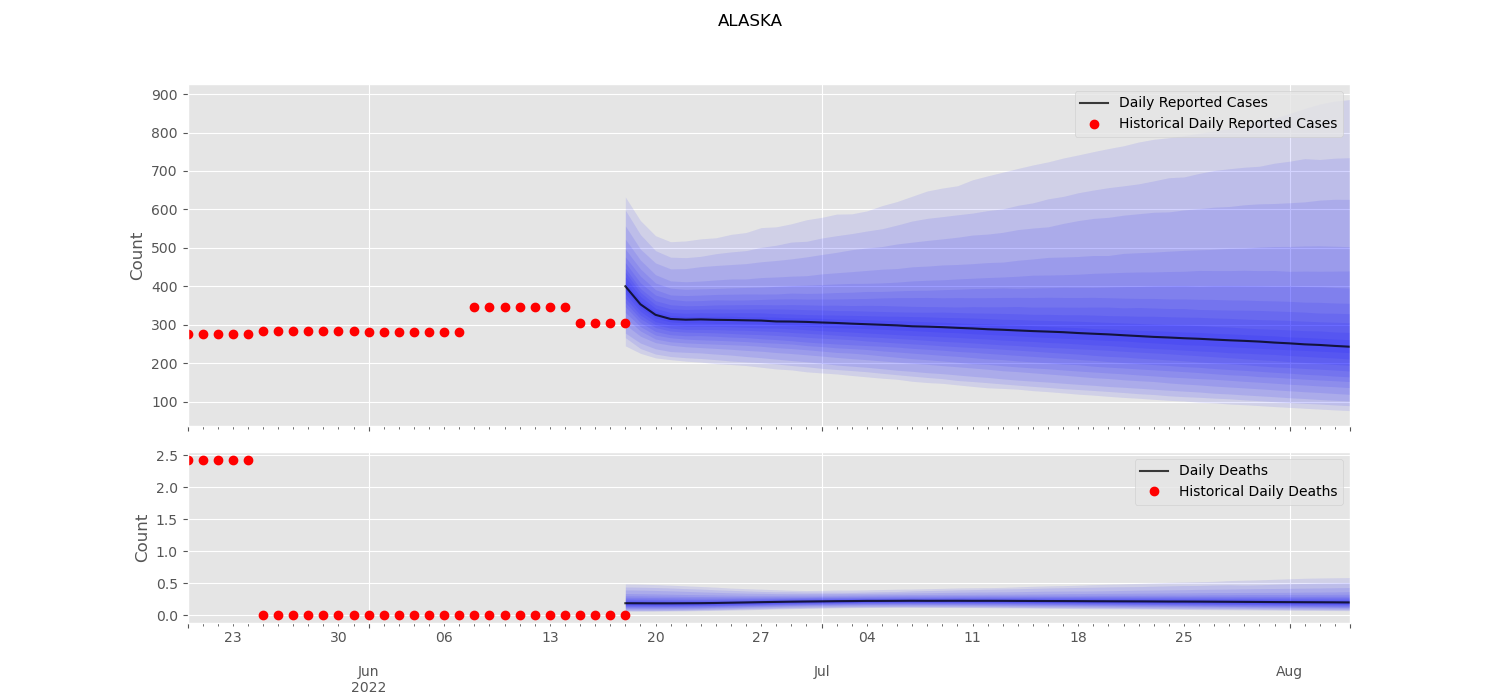 ALASKA
900
800
700
600
500
400
300
200
100
Count
Daily Reported Cases
Historical Daily Reported Cases
2.5
2.0
1.5
1.0
0.5
0.0
Count
Daily Deaths
Historical Daily Deaths
23 30 06 13 20 27 04 11 18 25
Jun Jul Aug
2022